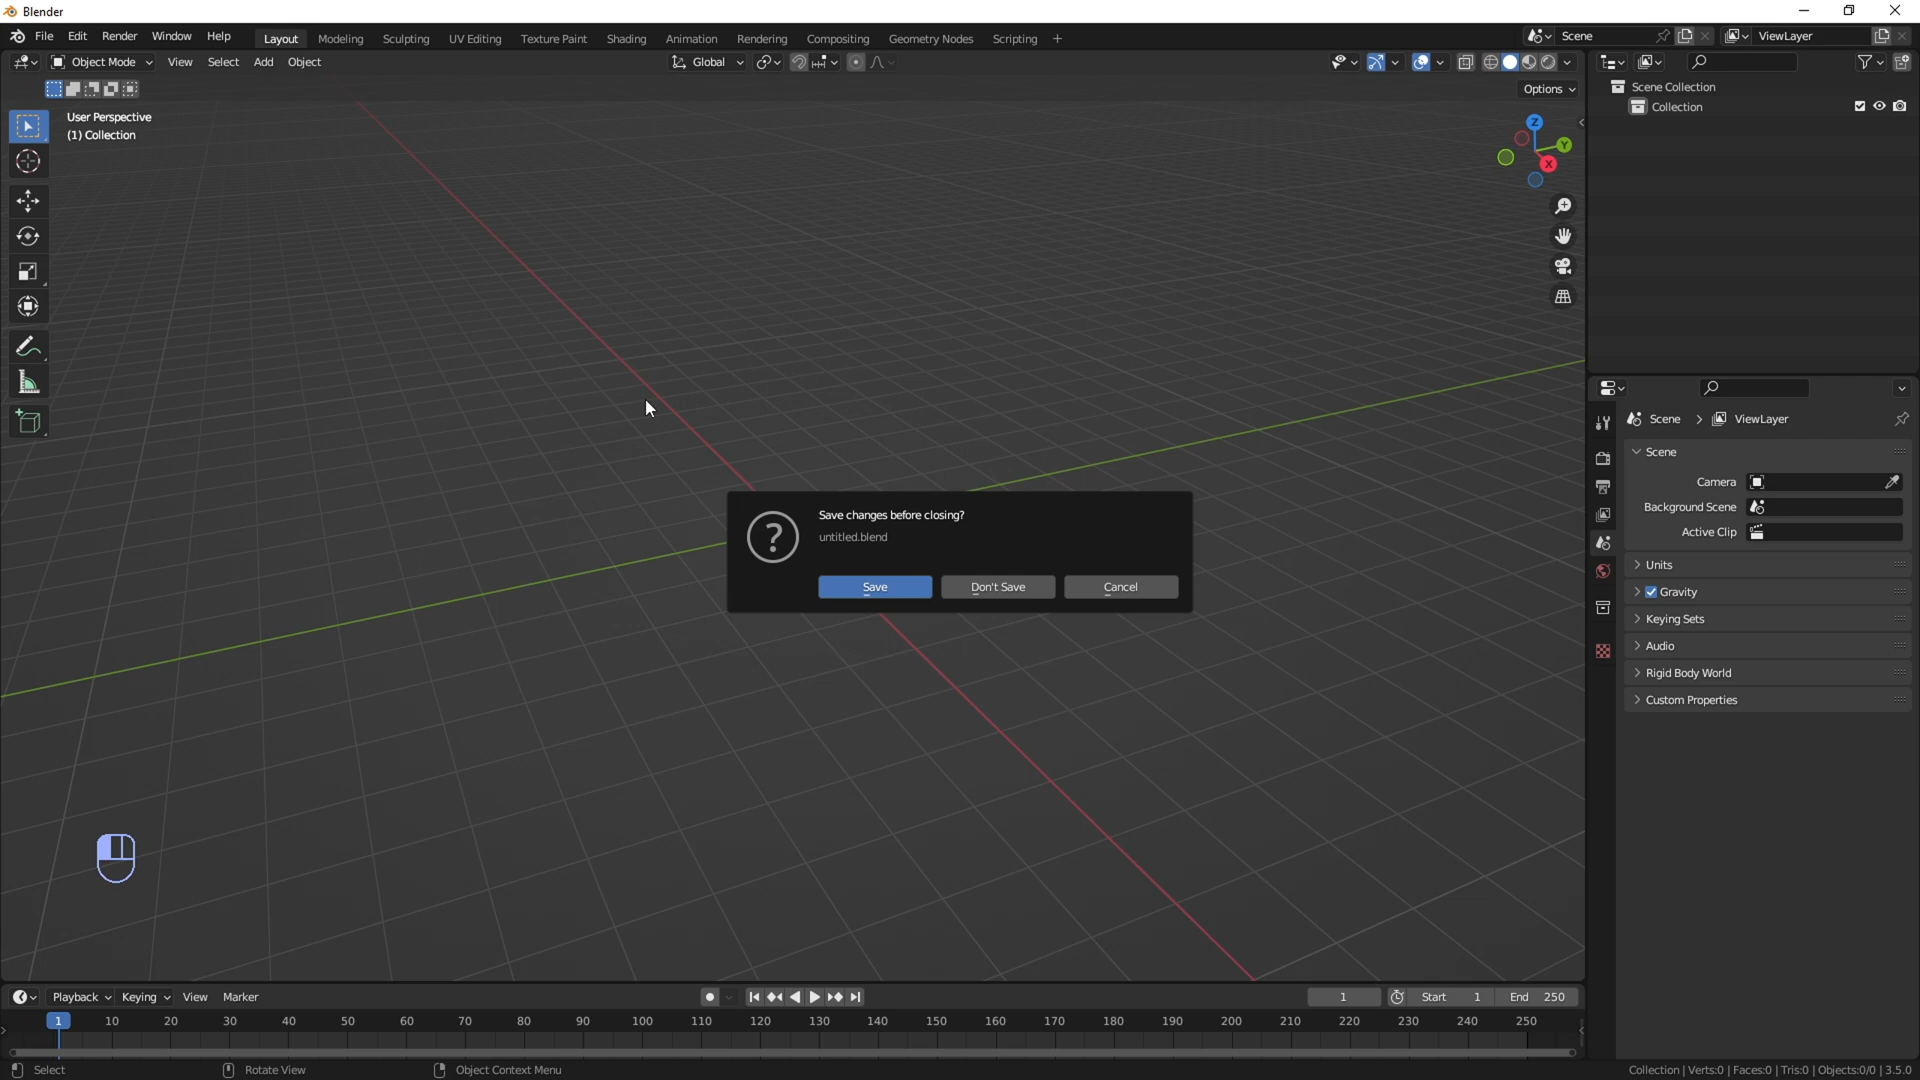 Blender
File Edit Render Window Help Layout Modeling Sculpting UV Editing Texture Paint Shading Animation Rendering Compositing Geometry Nodes Scripting + Scene ViewLayer
Object Mode View Select Add Object Global
Options
User Perspective
(1) Collection
Z
Y
X
Scene Collection
Collection
Scene > ViewLayer
Scene
Camera
Background Scene
Active Clip
Units
Gravity
Keying Sets
Audio
Rigid Body World
Custom Properties
Save changes before closing?
untitled.blend
?
Save Don't Save Cancel
Playback Keying View Marker 1 Start 1 End 250
1 10 20 30 40 50 60 70 80 90 100 110 120 130 140 150 160 170 180 190 200 210 220 230 240 250
Select Rotate View Object Context Menu Collection | Verts:0 | Faces:0 | Tris:0 | Objects:0/0 | 3.5.0